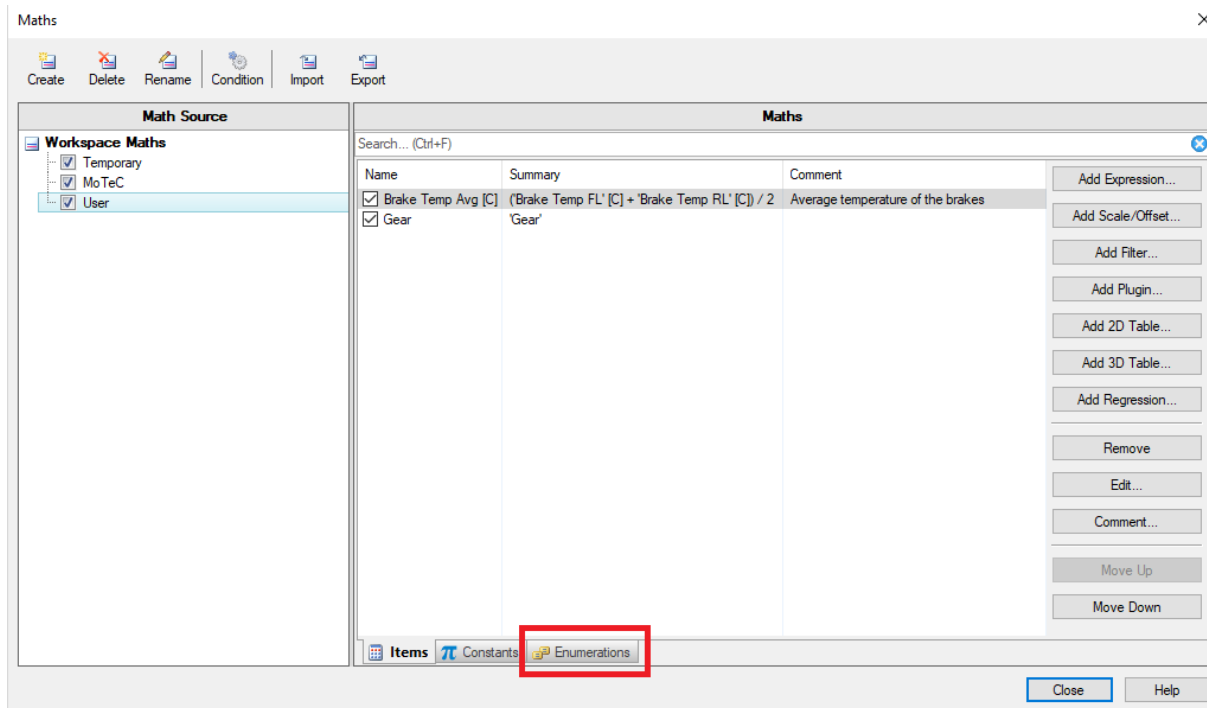 Maths
Create Delete Rename Condition Import Export
Math Source
Workspace Maths
Temporary
MoTeC
User
Maths
Search... (Ctrl+F)
Name Summary Comment
Brake Temp Avg [C] ('Brake Temp FL' [C] + 'Brake Temp RL' [C]) / 2 Average temperature of the brakes
Gear 'Gear'
Add Expression...
Add Scale/Offset...
Add Filter...
Add Plugin...
Add 2D Table...
Add 3D Table...
Add Regression...
Remove
Edit...
Comment...
Move Up
Move Down
Items π Constants Enumerations
Close Help